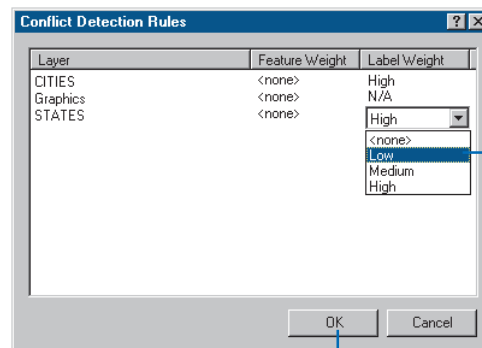 Conflict Detection Rules ? X
Layer Feature Weight Label Weight
CITIES <none> High
Graphics <none> N/A
STATES <none> High
<none>
Low
Medium
High
OK Cancel